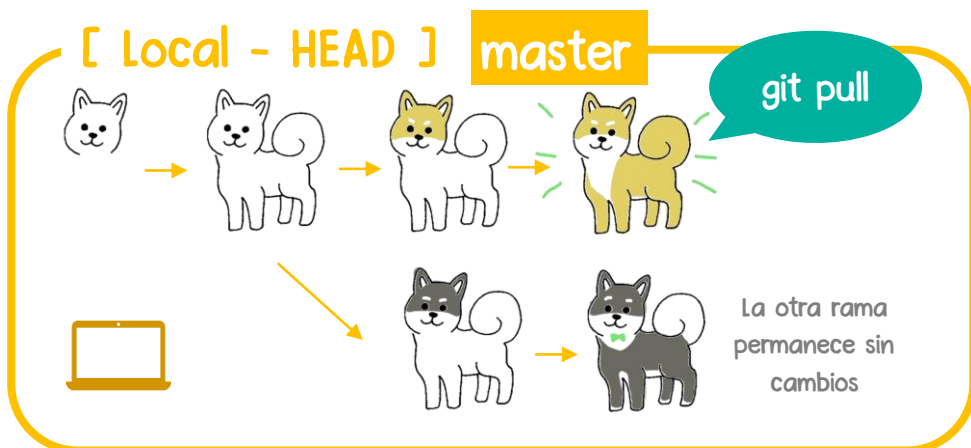 [ Local - HEAD ] master
git pull
La otra rama
permanece sin
cambios